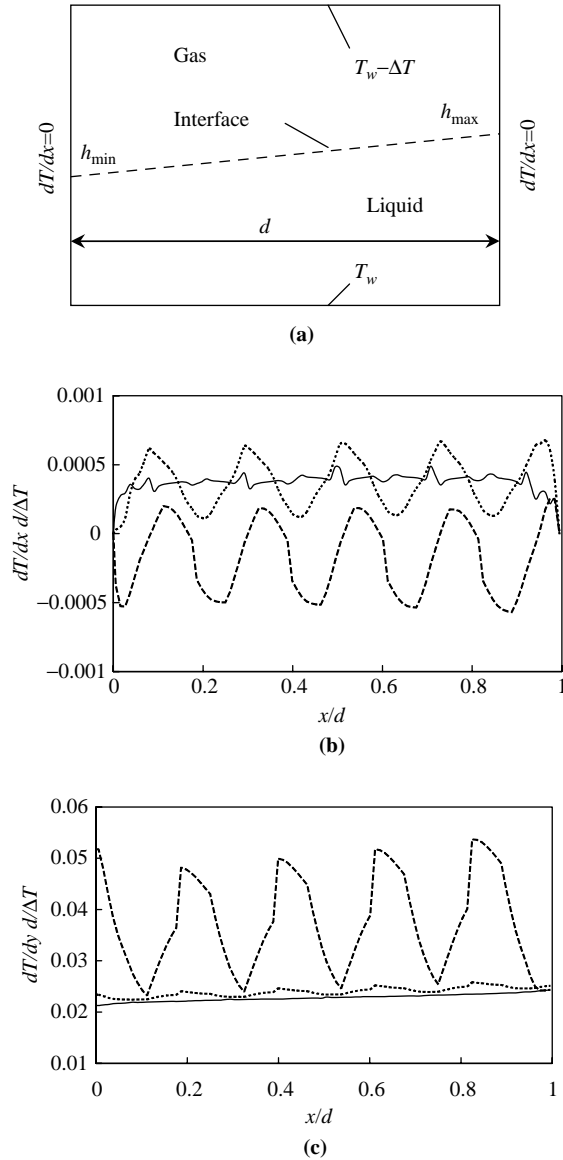 Gas
T_w–ΔT
Interface
h_max
h_min
dT/dx=0
dT/dx=0
Liquid
d
T_w
(a)
0.001
0.0005
0
−0.0005
−0.001
dT/dx d/ΔT
0 0.2 0.4 0.6 0.8 1
x/d
(b)
0.06
0.05
0.04
0.03
0.02
0.01
dT/dy d/ΔT
0 0.2 0.4 0.6 0.8 1
x/d
(c)